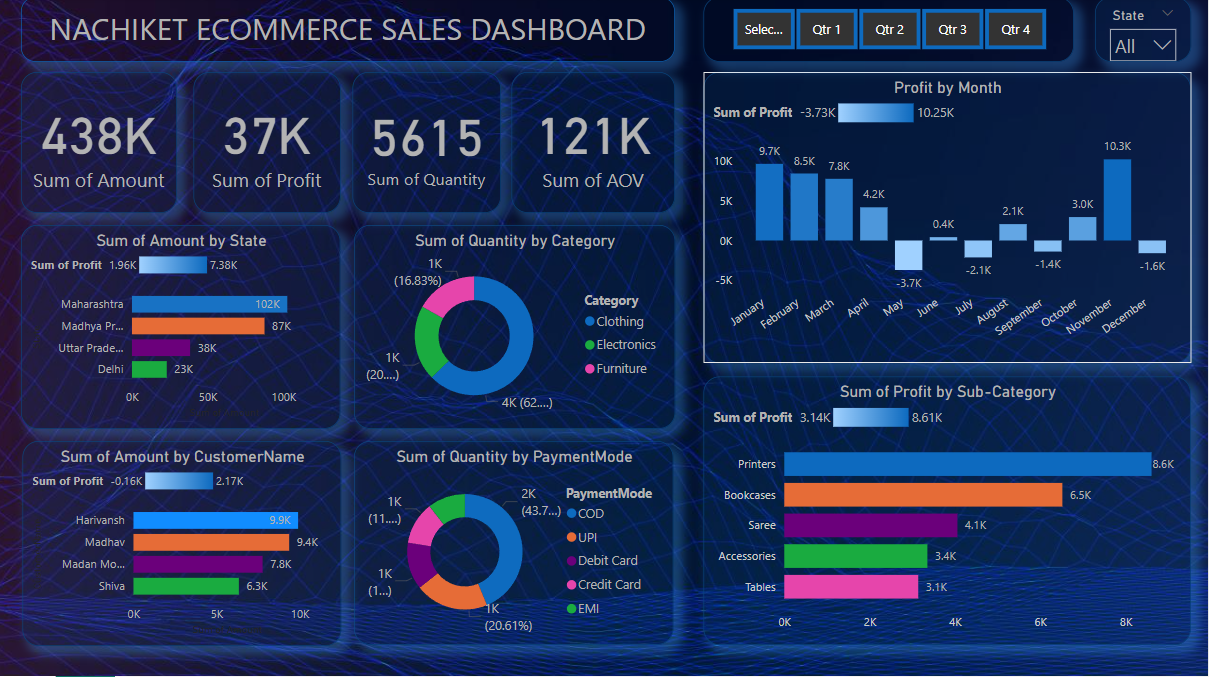 NACHIKET ECOMMERCE SALES DASHBOARD
Selec...
Qtr 1
Qtr 2
Qtr 3
Qtr 4
State
All
438K
Sum of Amount
37K
Sum of Profit
5615
Sum of Quantity
121K
Sum of AOV
Profit by Month
Sum of Profit -3.73K 10.25K
10K
5K
0K
-5K
9.7K
8.5K
7.8K
4.2K
-3.7K
0.4K
-2.1K
2.1K
-1.4K
3.0K
10.3K
-1.6K
January
February
March
April
May
June
July
August
September
October
November
December
Sum of Amount by State
Sum of Profit 1.96K 7.38K
Maharashtra 102K
Madhya Pr... 87K
Uttar Prade... 38K
Delhi 23K
0K 50K 100K
Sum of Quantity by Category
1K
(16.83%)
1K
(20....)
4K (62....)
Category
Clothing
Electronics
Furniture
Sum of Profit by Sub-Category
Sum of Profit 3.14K 8.61K
Printers 8.6K
Bookcases 6.5K
Saree 4.1K
Accessories 3.4K
Tables 3.1K
0K 2K 4K 6K 8K
Sum of Amount by CustomerName
Sum of Profit -0.16K 2.17K
Harivansh 9.9K
Madhav 9.4K
Madan Mo... 7.8K
Shiva 6.3K
0K 5K 10K
Sum of Quantity by PaymentMode
2K
(43.7...)
1K
(11....)
1K
(1...)
1K
(20.61%)
PaymentMode
COD
UPI
Debit Card
Credit Card
EMI